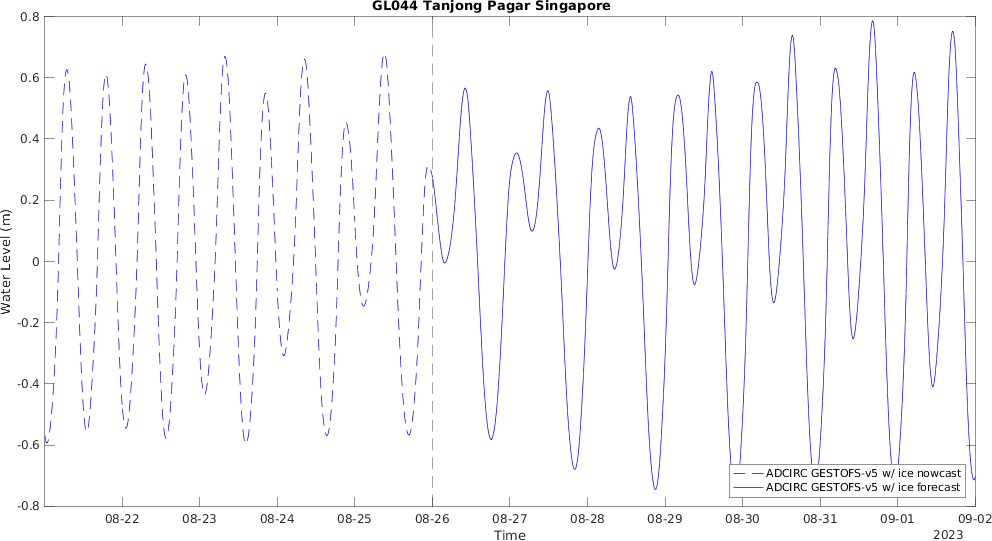 GL044 Tanjong Pagar Singapore
Water Level (m)
0.8
0.6
0.4
0.2
0
-0.2
-0.4
-0.6
-0.8
ADCIRC GESTOFS-v5 w/ ice nowcast
ADCIRC GESTOFS-v5 w/ ice forecast
08-22 08-23 08-24 08-25 08-26 08-27 08-28 08-29 08-30 08-31 09-01 09-02
Time
2023